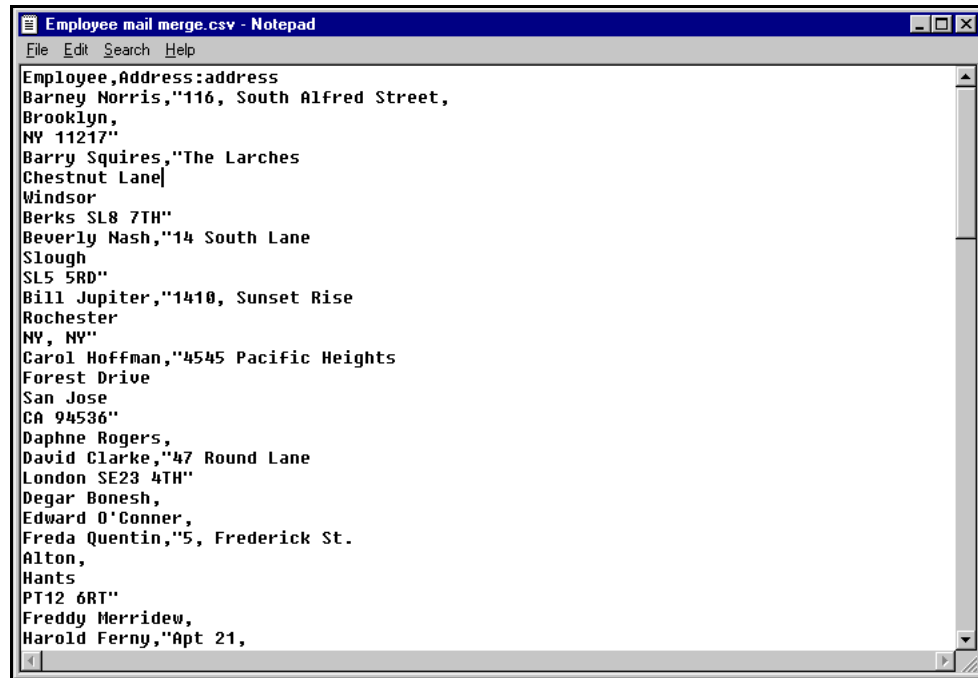 Employee mail merge.csv - Notepad
File Edit Search Help
Employee,Address:address
Barney Norris,"116, South Alfred Street,
Brooklyn,
NY 11217"
Barry Squires,"The Larches
Chestnut Lane
Windsor
Berks SL8 7TH"
Beverly Nash,"14 South Lane
Slough
SL5 5RD"
Bill Jupiter,"1410, Sunset Rise
Rochester
NY, NY"
Carol Hoffman,"4545 Pacific Heights
Forest Drive
San Jose
CA 94536"
Daphne Rogers,
David Clarke,"47 Round Lane
London SE23 4TH"
Degar Bonesh,
Edward O'Conner,
Freda Quentin,"5, Frederick St.
Alton,
Hants
PT12 6RT"
Freddy Merridew,
Harold Ferny,"Apt 21,